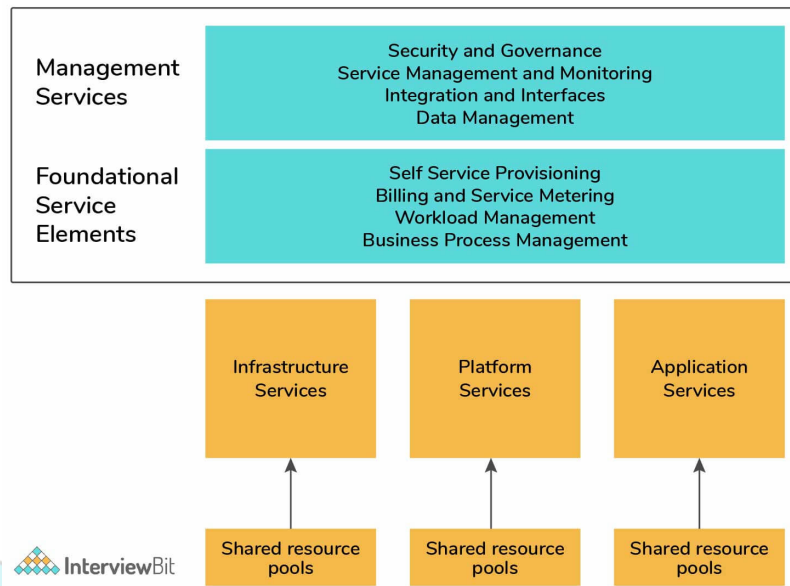 Management
Services
Security and Governance
Service Management and Monitoring
Integration and Interfaces
Data Management
Foundational
Service
Elements
Self Service Provisioning
Billing and Service Metering
Workload Management
Business Process Management
Infrastructure
Services
Platform
Services
Application
Services
Shared resource
pools
Shared resource
pools
Shared resource
pools
InterviewBit